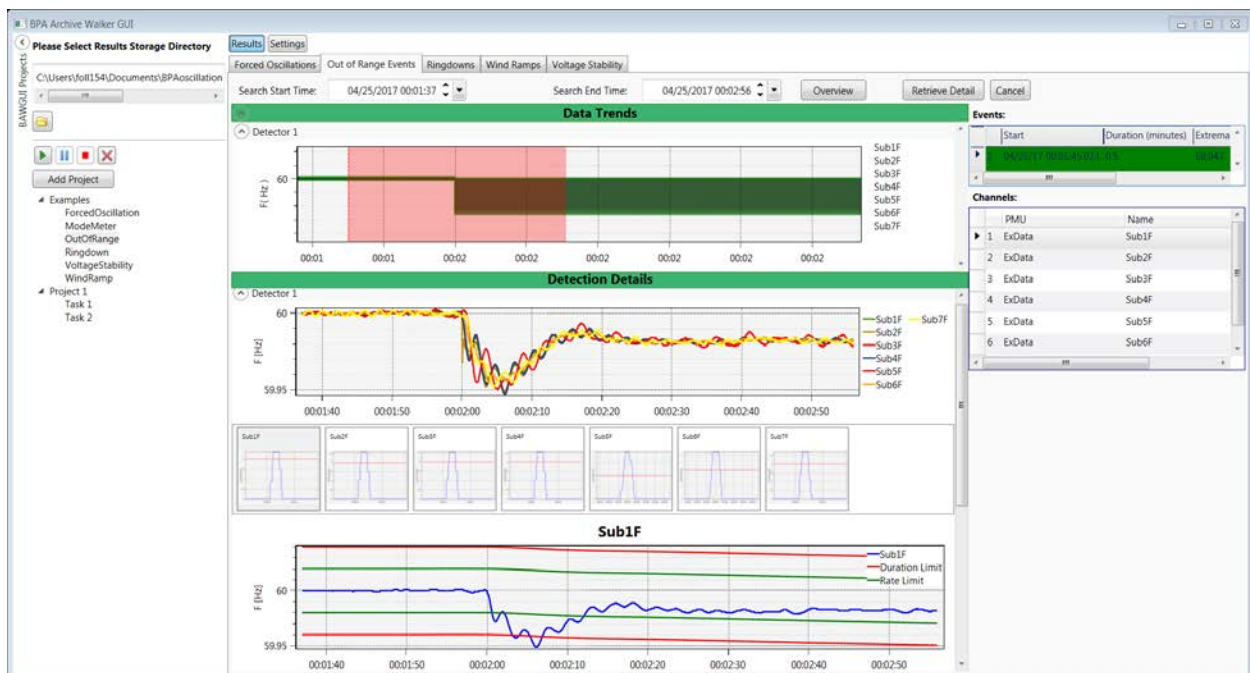 BPA Archive Walker GUI
Please Select Results Storage Directory
BAWGUI Projects
C:\Users\foll154\Documents\BPAoscillation
Add Project
Examples
ForcedOscillation
ModeMeter
OutOfRange
Ringdown
VoltageStability
WindRamp
Project 1
Task 1
Task 2
Results Settings
Forced Oscillations Out of Range Events Ringdowns Wind Ramps Voltage Stability
Search Start Time: 04/25/2017 00:01:37 Search End Time: 04/25/2017 00:02:56 Overview Retrieve Detail Cancel
Data Trends
Detector 1
F( Hz )
60
Sub1F
Sub2F
Sub3F
Sub4F
Sub5F
Sub6F
Sub7F
00:01 00:01 00:02 00:02 00:02 00:02 00:02 00:02
Detection Details
Detector 1
F [Hz]
60
59.95
Sub1F Sub7F
Sub2F
Sub3F
Sub4F
Sub5F
Sub6F
00:01:40 00:01:50 00:02:00 00:02:10 00:02:20 00:02:30 00:02:40 00:02:50
Sub1F Sub2F Sub3F Sub4F Sub5F Sub6F Sub7F
Sub1F
F [Hz]
60
59.95
Sub1F
Duration Limit
Rate Limit
00:01:40 00:01:50 00:02:00 00:02:10 00:02:20 00:02:30 00:02:40 00:02:50
Events:
Start Duration (minutes) Extrema
Channels:
PMU Name
1 ExData Sub1F
2 ExData Sub2F
3 ExData Sub3F
4 ExData Sub4F
5 ExData Sub5F
6 ExData Sub6F